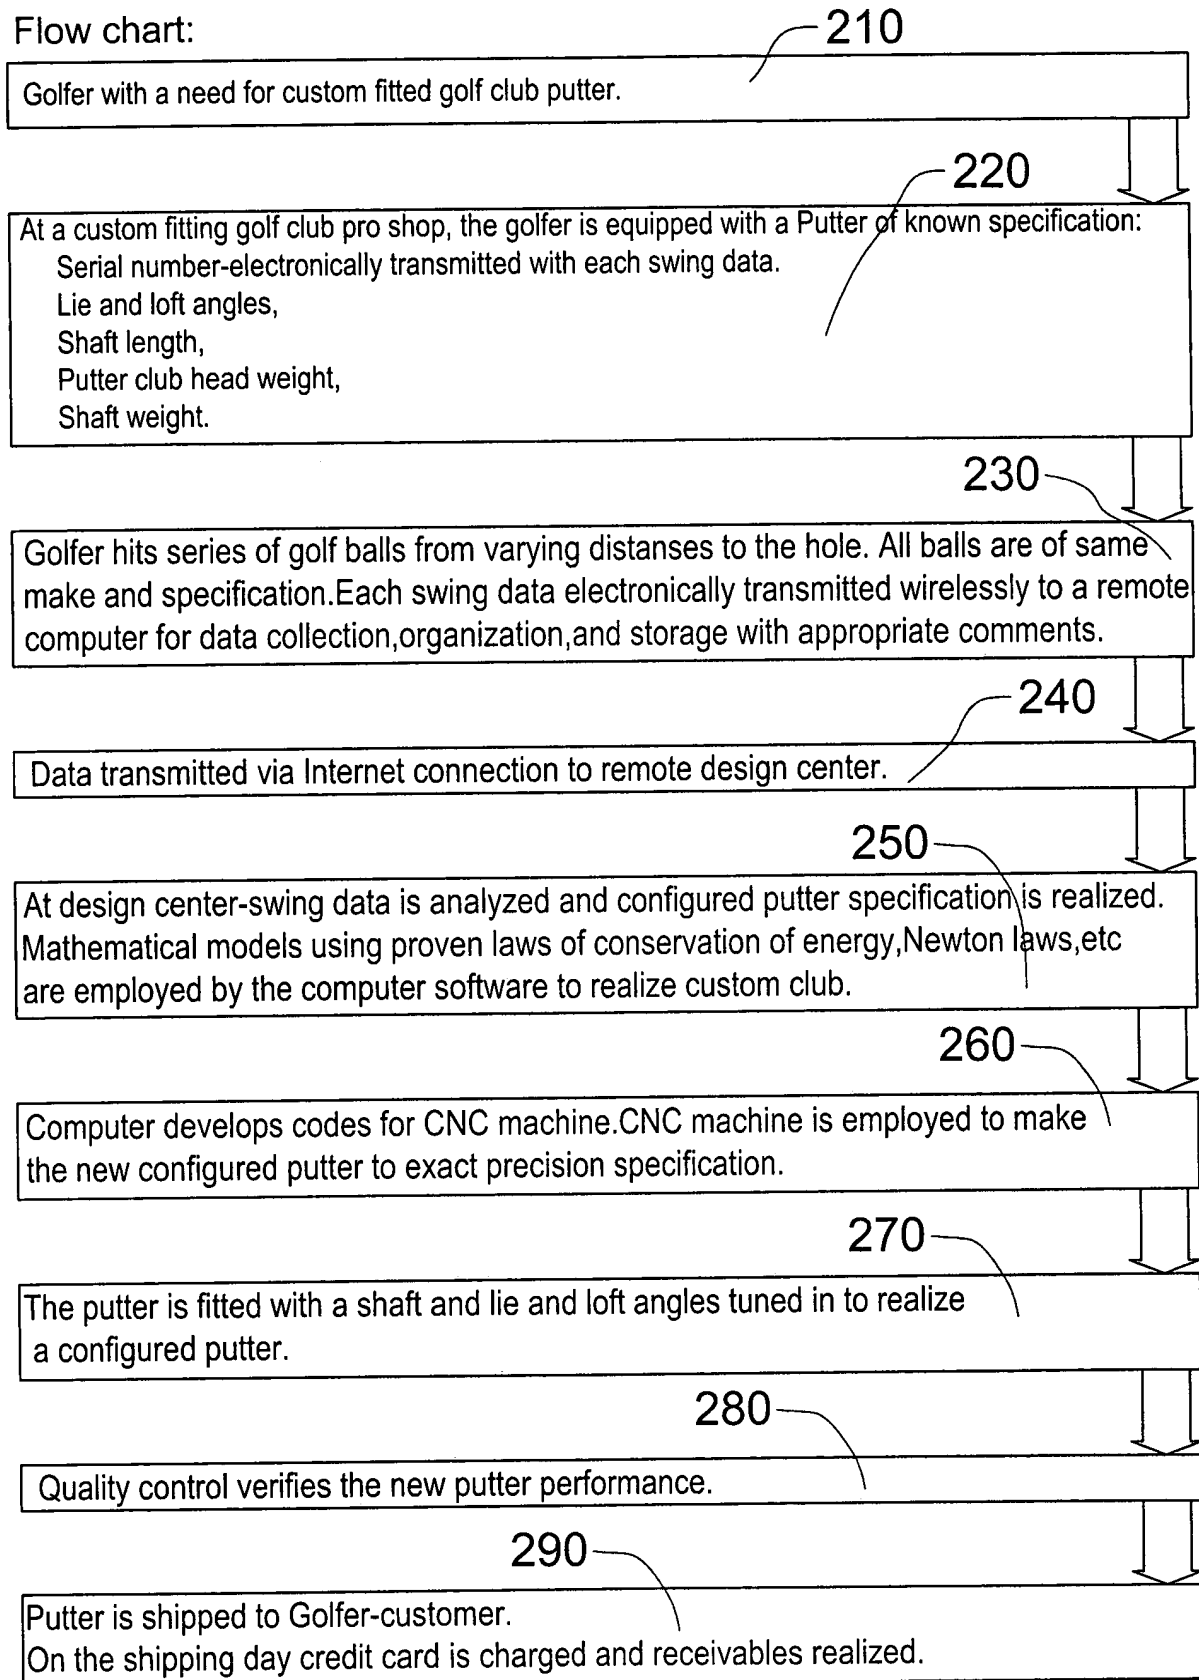 Flow chart:
210
Golfer with a need for custom fitted golf club putter.
220
At a custom fitting golf club pro shop, the golfer is equipped with a Putter of known specification:
Serial number-electronically transmitted with each swing data.
Lie and loft angles,
Shaft length,
Putter club head weight,
Shaft weight.
230
Golfer hits series of golf balls from varying distanses to the hole. All balls are of same
make and specification.Each swing data electronically transmitted wirelessly to a remote
computer for data collection,organization,and storage with appropriate comments.
240
Data transmitted via Internet connection to remote design center.
250
At design center-swing data is analyzed and configured putter specification is realized.
Mathematical models using proven laws of conservation of energy,Newton laws,etc
are employed by the computer software to realize custom club.
260
Computer develops codes for CNC machine.CNC machine is employed to make
the new configured putter to exact precision specification.
270
The putter is fitted with a shaft and lie and loft angles tuned in to realize
a configured putter.
280
Quality control verifies the new putter performance.
290
Putter is shipped to Golfer-customer.
On the shipping day credit card is charged and receivables realized.